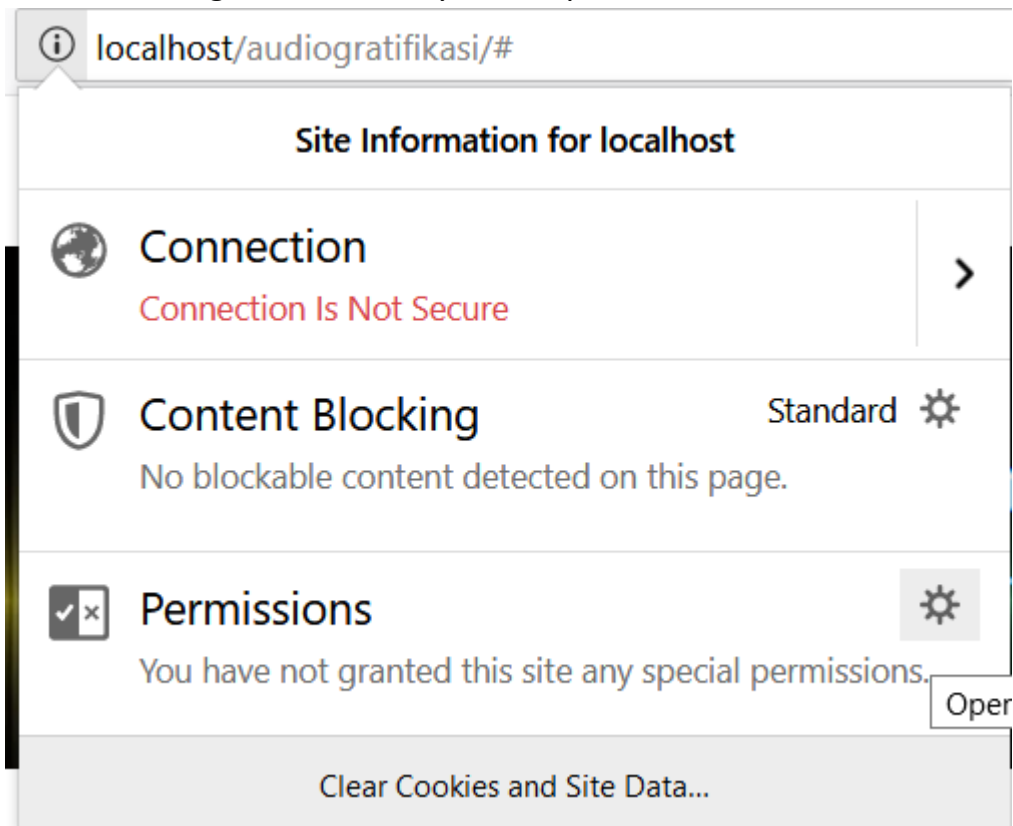 localhost/audiogratifikasi/#
Site Information for localhost
Connection
Connection Is Not Secure
Content Blocking
Standard
No blockable content detected on this page.
Permissions
You have not granted this site any special permissions.
Clear Cookies and Site Data...